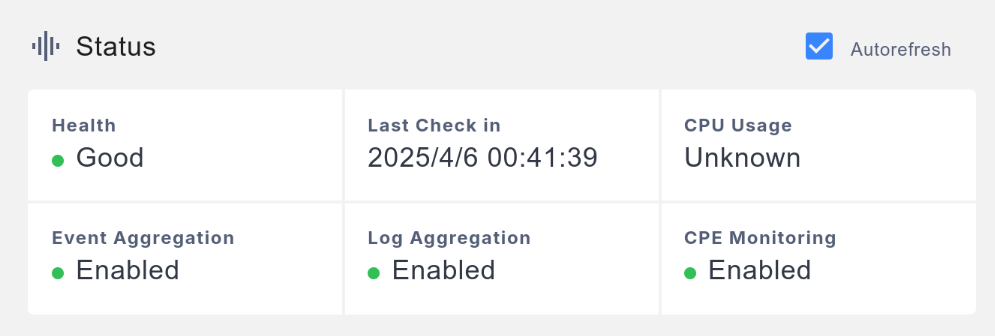 Status
Autorefresh
Health
Good
Last Check in
2025/4/6 00:41:39
CPU Usage
Unknown
Event Aggregation
Enabled
Log Aggregation
Enabled
CPE Monitoring
Enabled